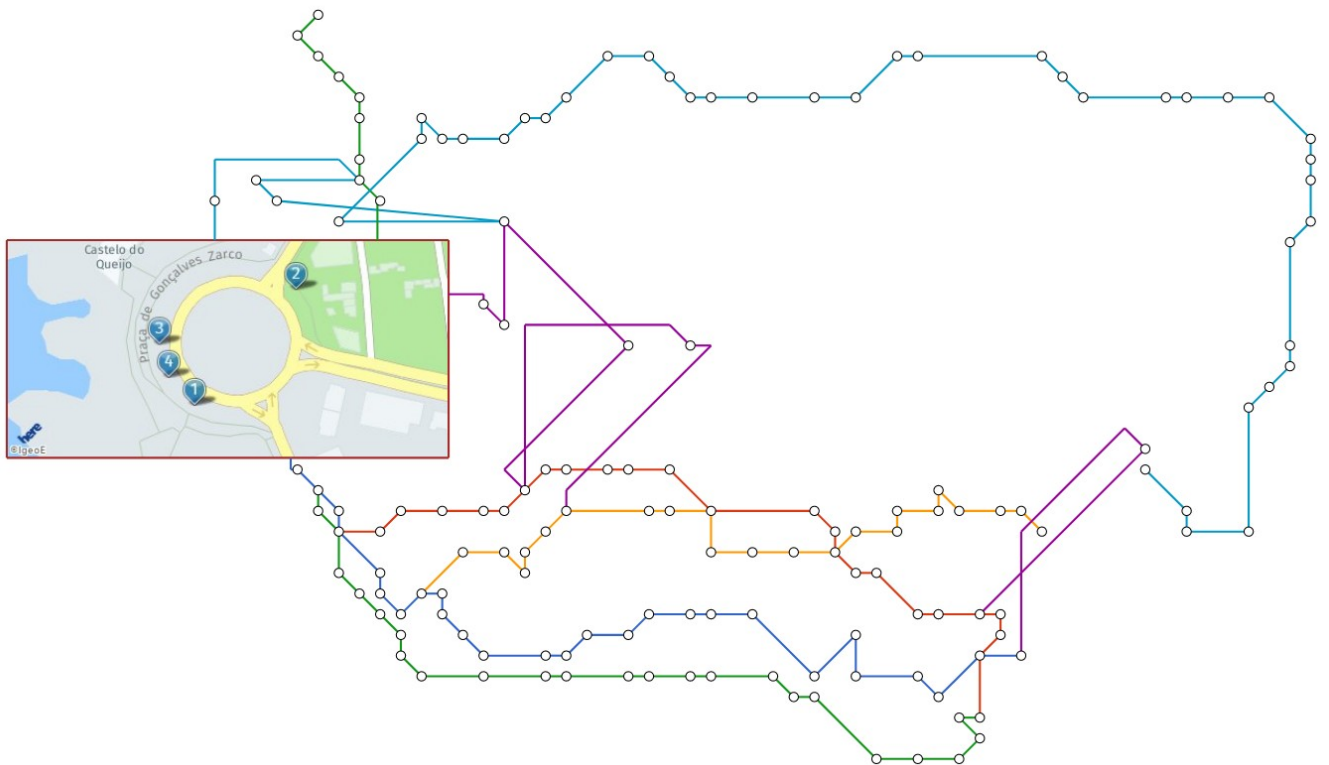 Castelo do
Queijo
Praça de Gonçalves Zarco
2
3
4
1
here
©IgeoE